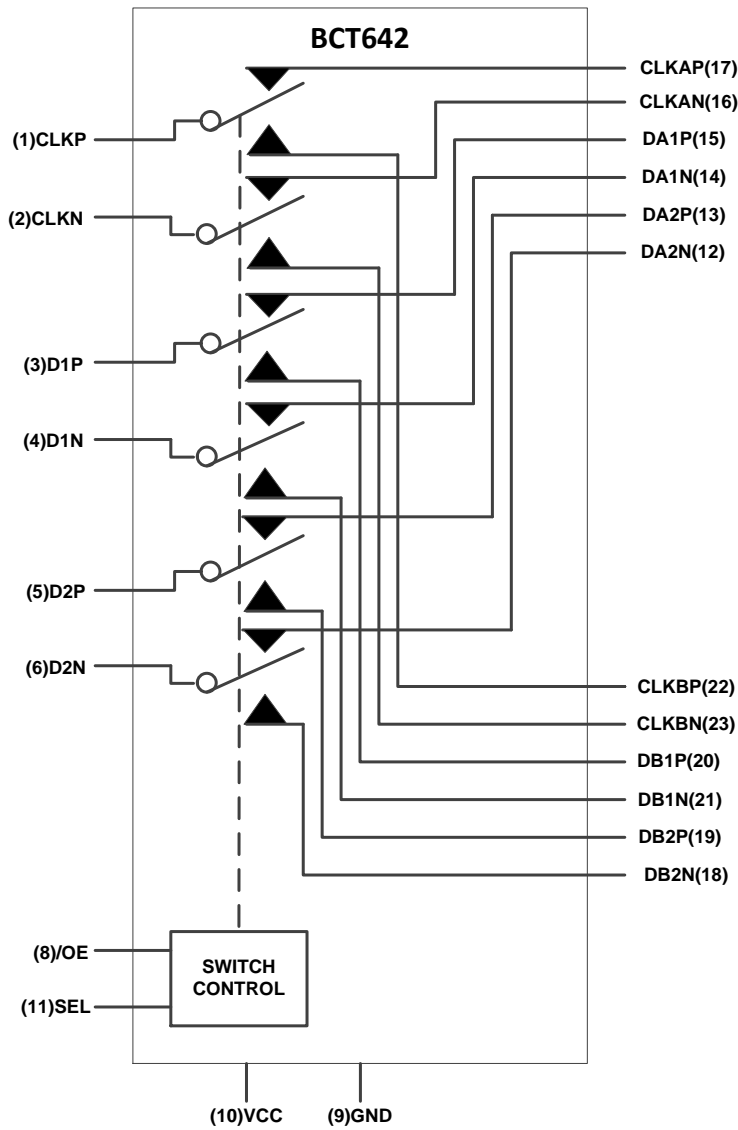 BCT642
CLKAP(17)
CLKAN(16)
(1)CLKP
DA1P(15)
DA1N(14)
(2)CLKN
DA2P(13)
DA2N(12)
(3)D1P
(4)D1N
(5)D2P
(6)D2N
CLKBP(22)
CLKBN(23)
DB1P(20)
DB1N(21)
DB2P(19)
DB2N(18)
(8)/OE
SWITCH
CONTROL
(11)SEL
(10)VCC
(9)GND